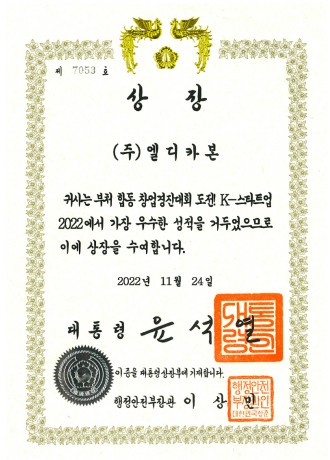 제 7053 호
상 장
(주)엘디카본
귀사는 부처 합동 창업경진대회 도전! K-스타트업
2022에서 가장 우수한 성적을 거두었으므로
이에 상장을 수여합니다.
2022년 11월 24일
대통령 윤석열
이 증을 대통령상장부에 기재합니다.
행정안전부장관 이 상 민